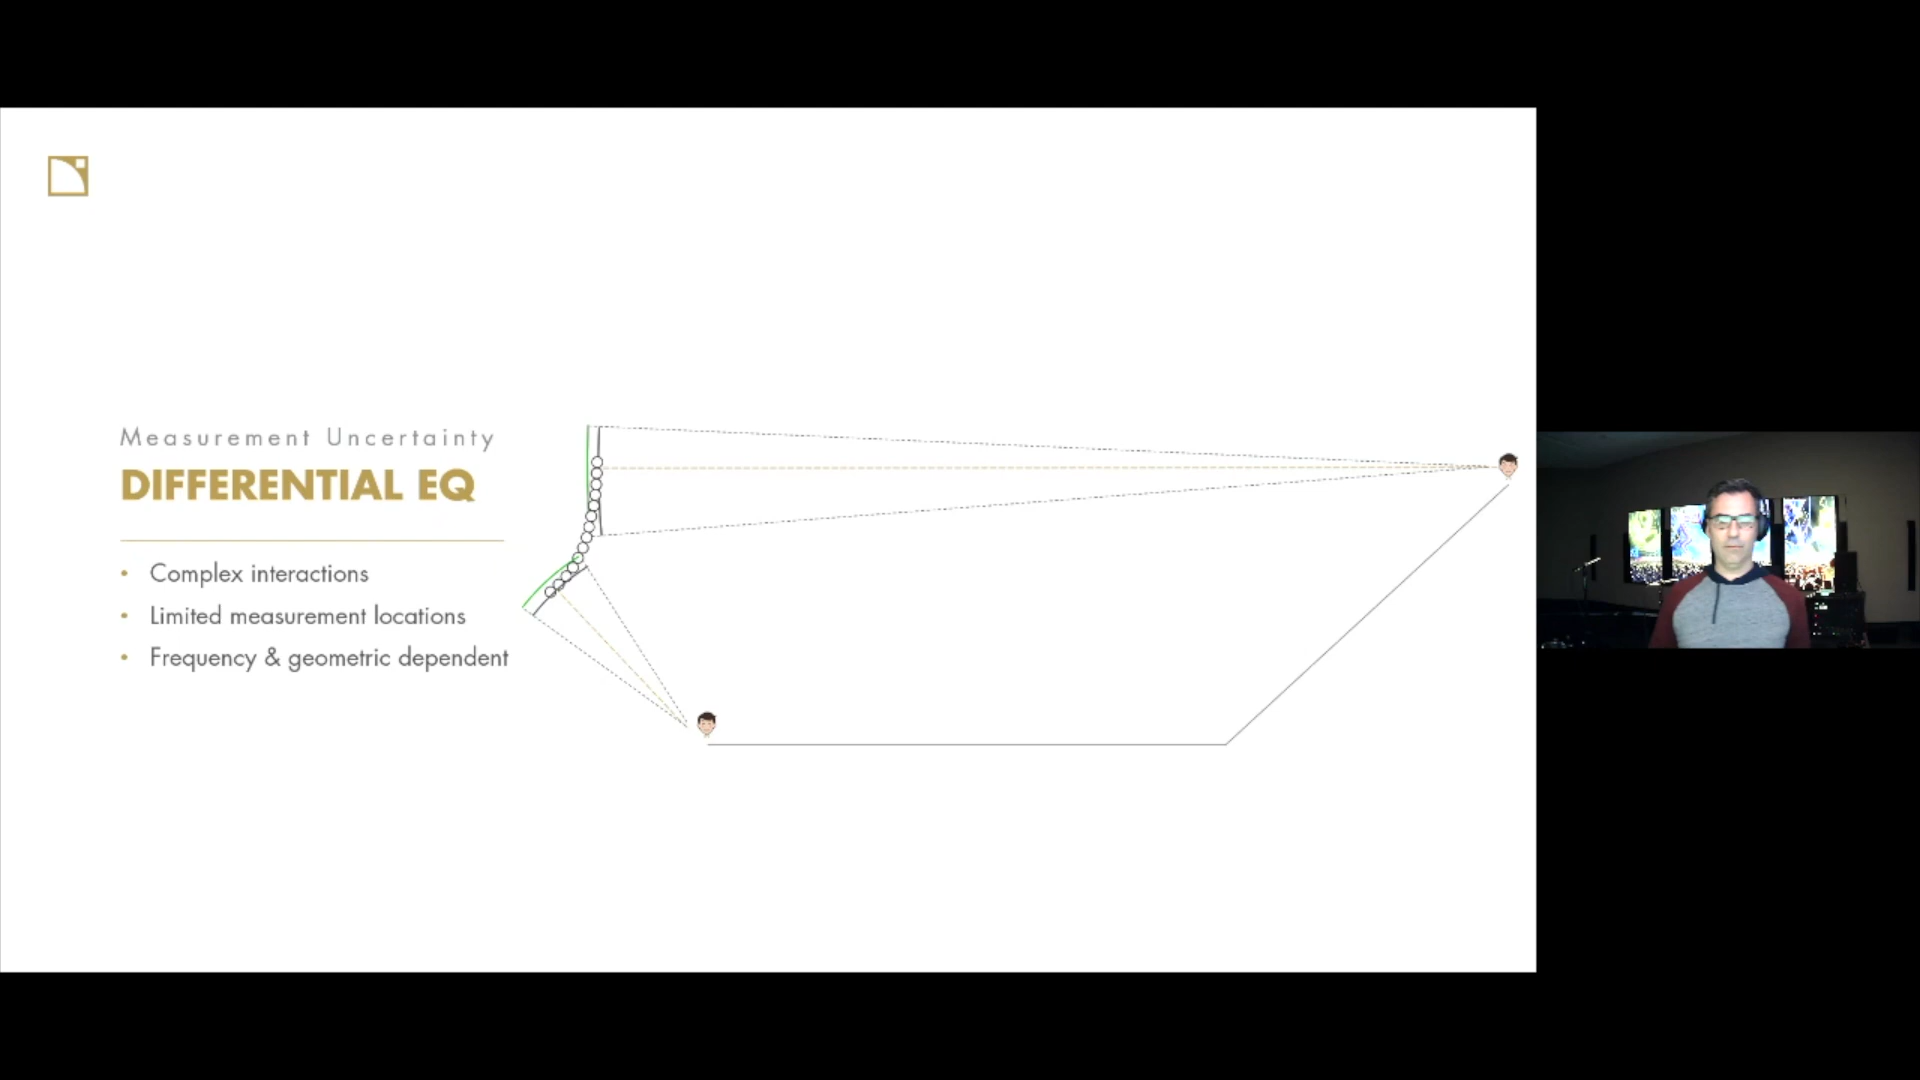 Measurement Uncertainty
DIFFERENTIAL EQ
• Complex interactions
• Limited measurement locations
• Frequency & geometric dependent